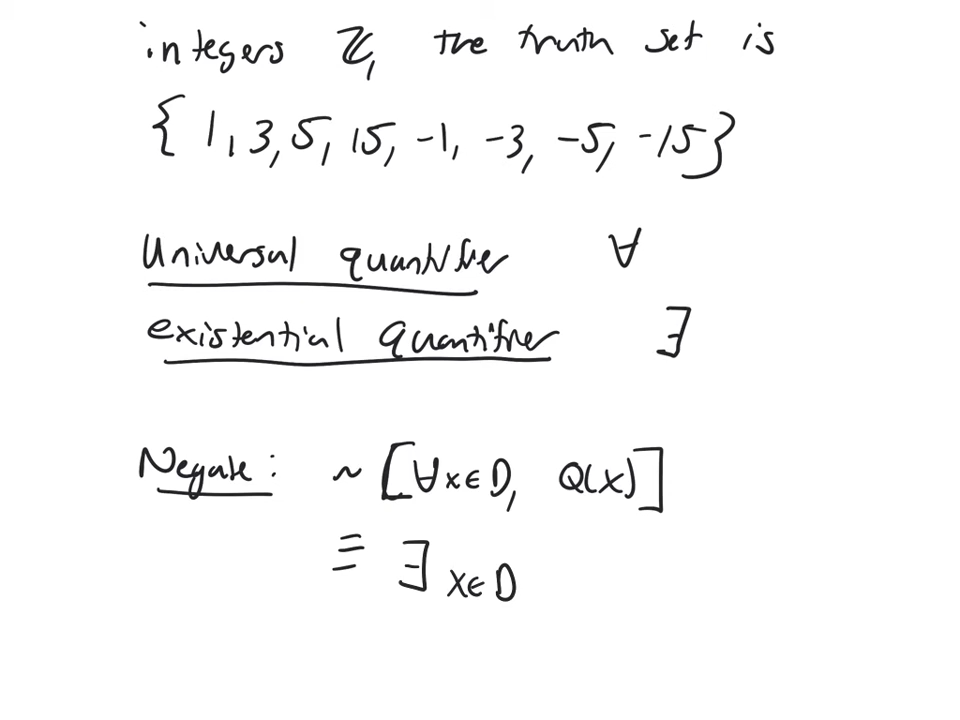 integers ℤ, the truth set is
{ 1, 3, 5, 15, -1, -3, -5, -15}
Universal quantifier ∀
existential quantifier ∃
Negate: ~ [∀x∈D, Q(x)]
≡ ∃ x∈D